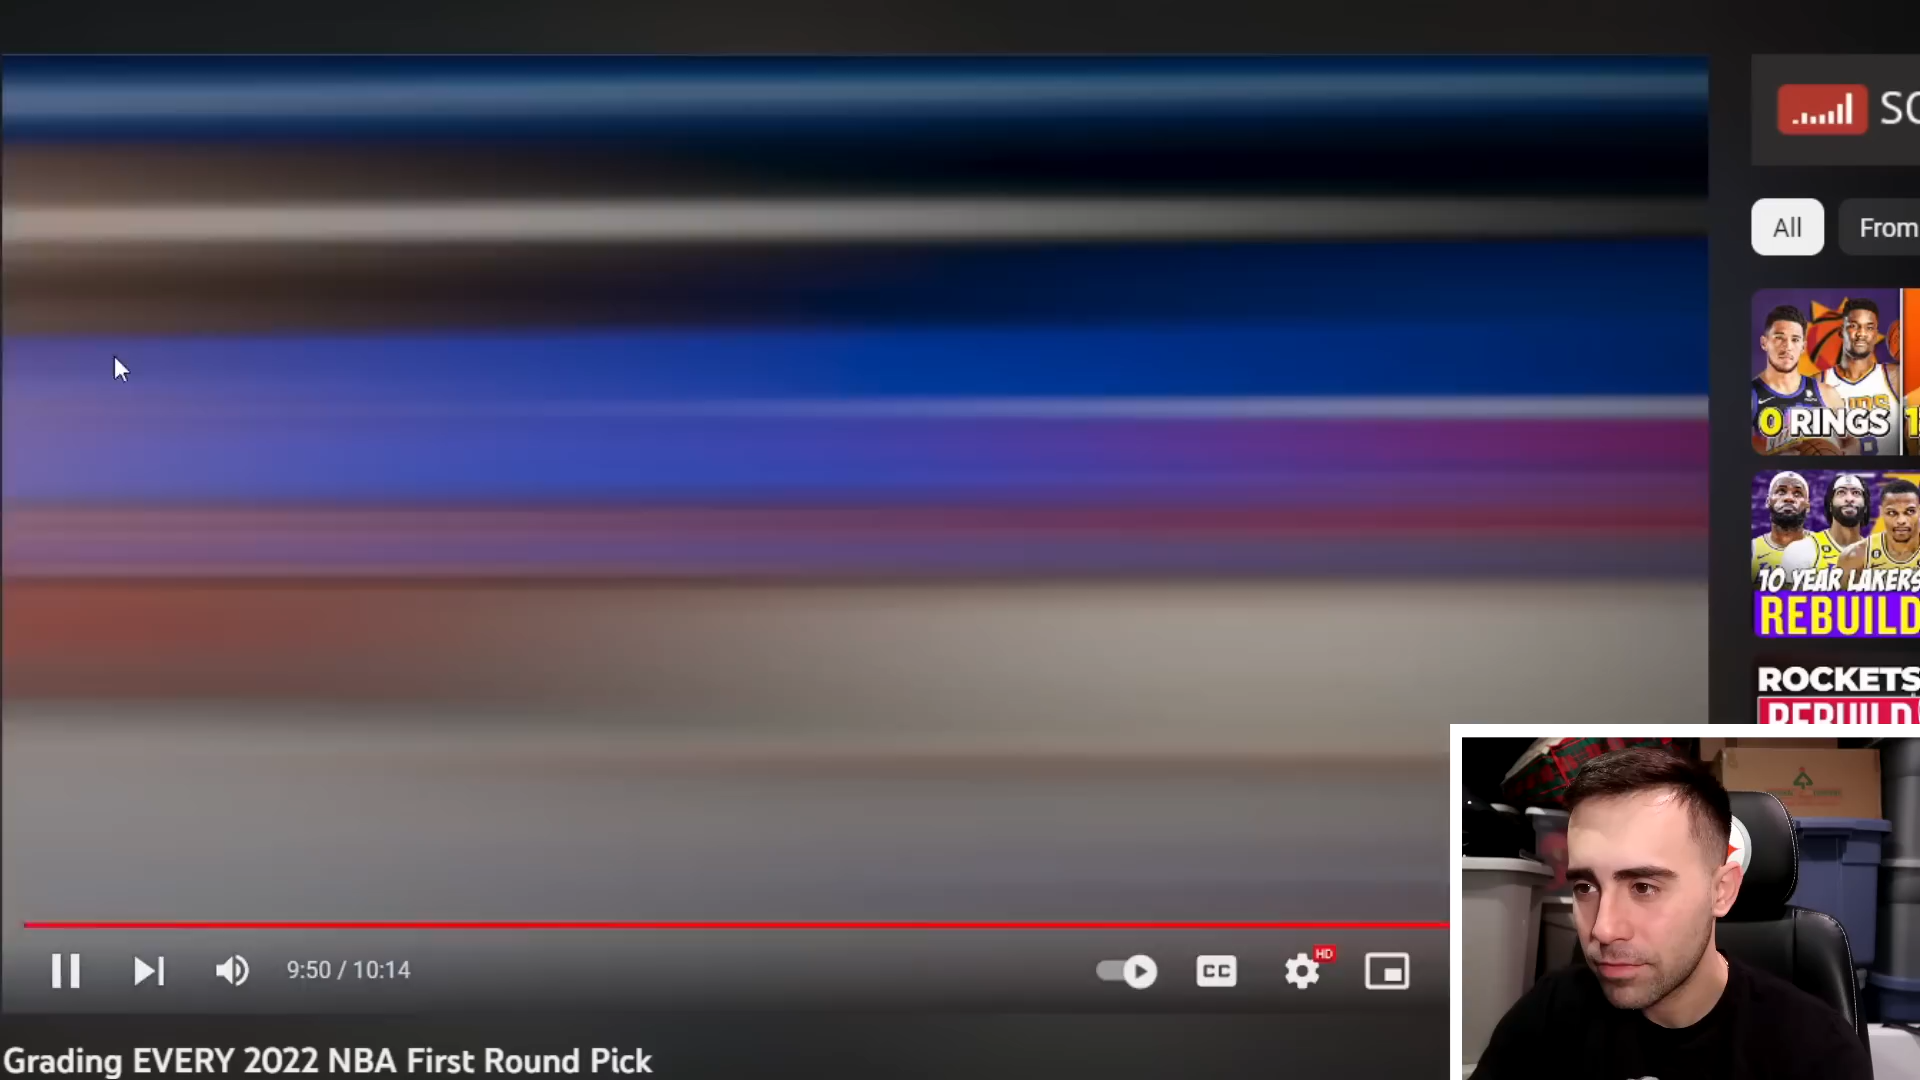 SC
All
From
0 RINGS
10 YEAR LAKERS
REBUILD
ROCKETS
REBUILD
HD
9:50 / 10:14
CC
Grading EVERY 2022 NBA First Round Pick